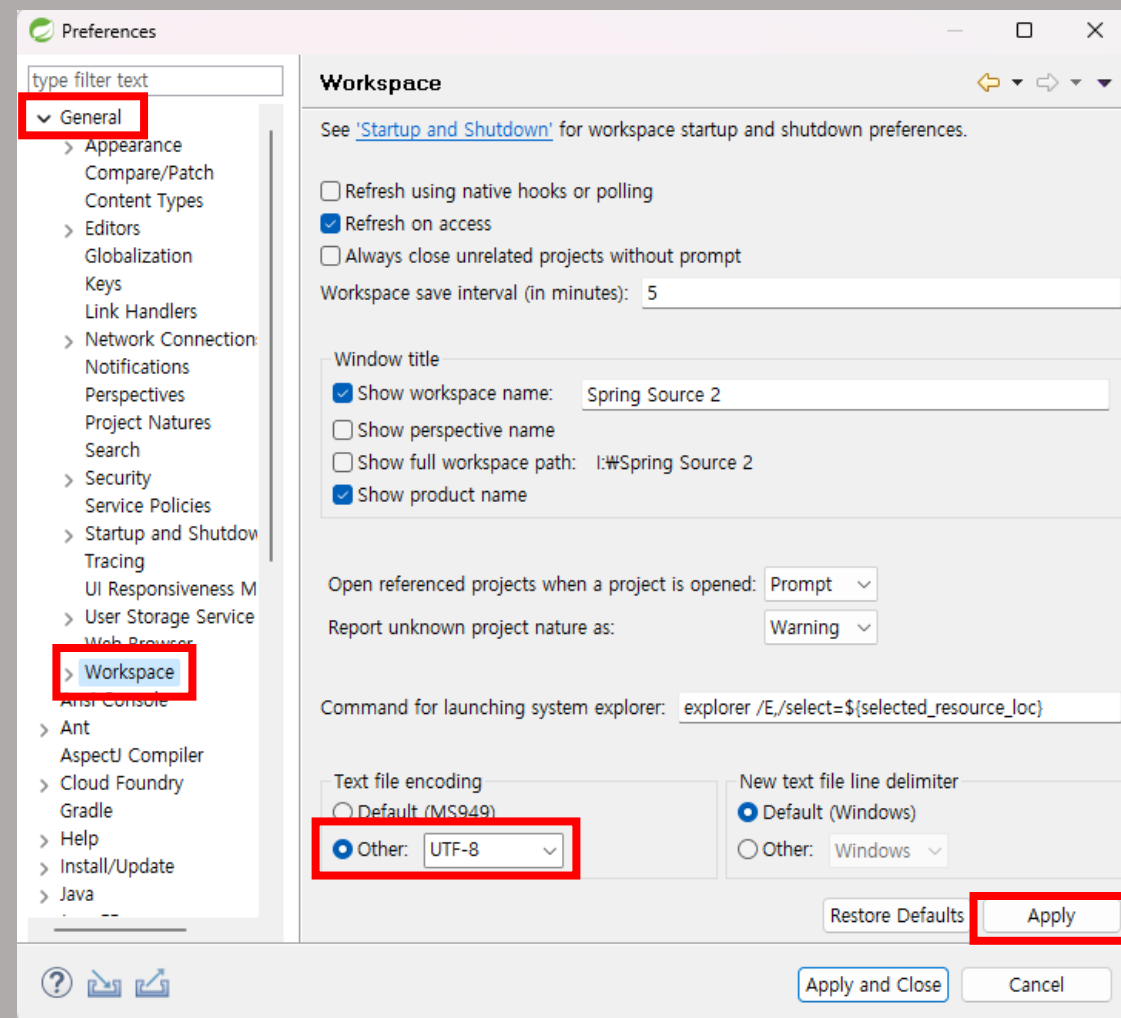 Preferences
type filter text
General
Appearance
Compare/Patch
Content Types
Editors
Globalization
Keys
Link Handlers
Network Connection
Notifications
Perspectives
Project Natures
Search
Security
Service Policies
Startup and Shutdow
Tracing
UI Responsiveness M
User Storage Service
Web Browser
Workspace
Ansi Console
Ant
AspectJ Compiler
Cloud Foundry
Gradle
Help
Install/Update
Java
Workspace
See 'Startup and Shutdown' for workspace startup and shutdown preferences.
Refresh using native hooks or polling
Refresh on access
Always close unrelated projects without prompt
Workspace save interval (in minutes): 5
Window title
Show workspace name: Spring Source 2
Show perspective name
Show full workspace path: I:₩Spring Source 2
Show product name
Open referenced projects when a project is opened: Prompt
Report unknown project nature as: Warning
Command for launching system explorer: explorer /E,/select=${selected_resource_loc}
Text file encoding
Default (MS949)
Other: UTF-8
New text file line delimiter
Default (Windows)
Other: Windows
Restore Defaults Apply
Apply and Close Cancel